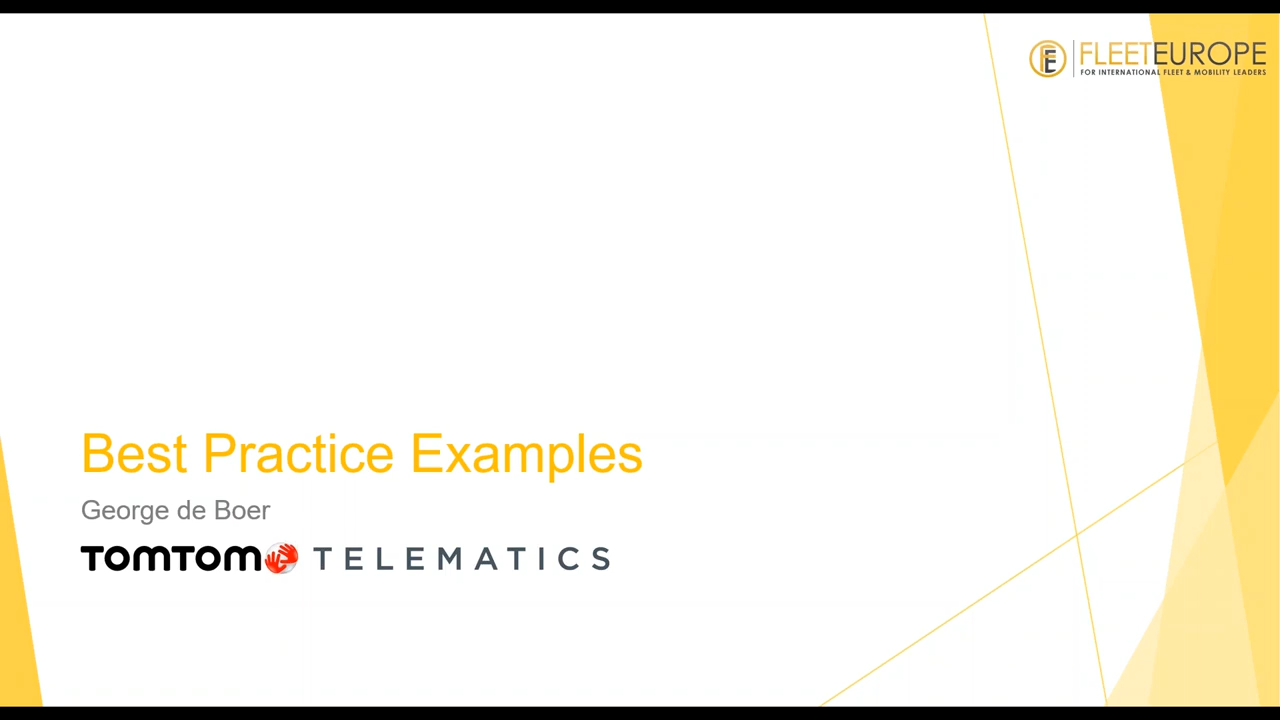 FLEETEUROPE
FOR INTERNATIONAL FLEET & MOBILITY LEADERS
Best Practice Examples
George de Boer
TOMTOM TELEMATICS